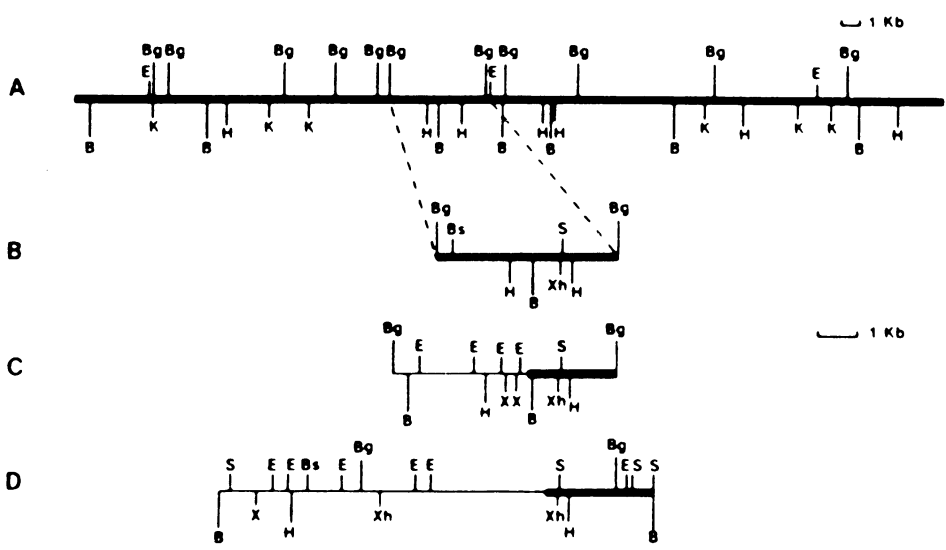 1 Kb
Bg Bg Bg Bg Bg Bg Bg Bg Bg Bg Bg
E E E
A
K H K K H H H H K H K K H
B B B B B B B
Bg Bg
Bs S
B
H Xh H
B
1 Kb
Bg Bg
E E E E S
C
H X X Xh H
B B
Bg Bg
S E E Bs E E E S E S S
D
X Xh Xh
H H
B B